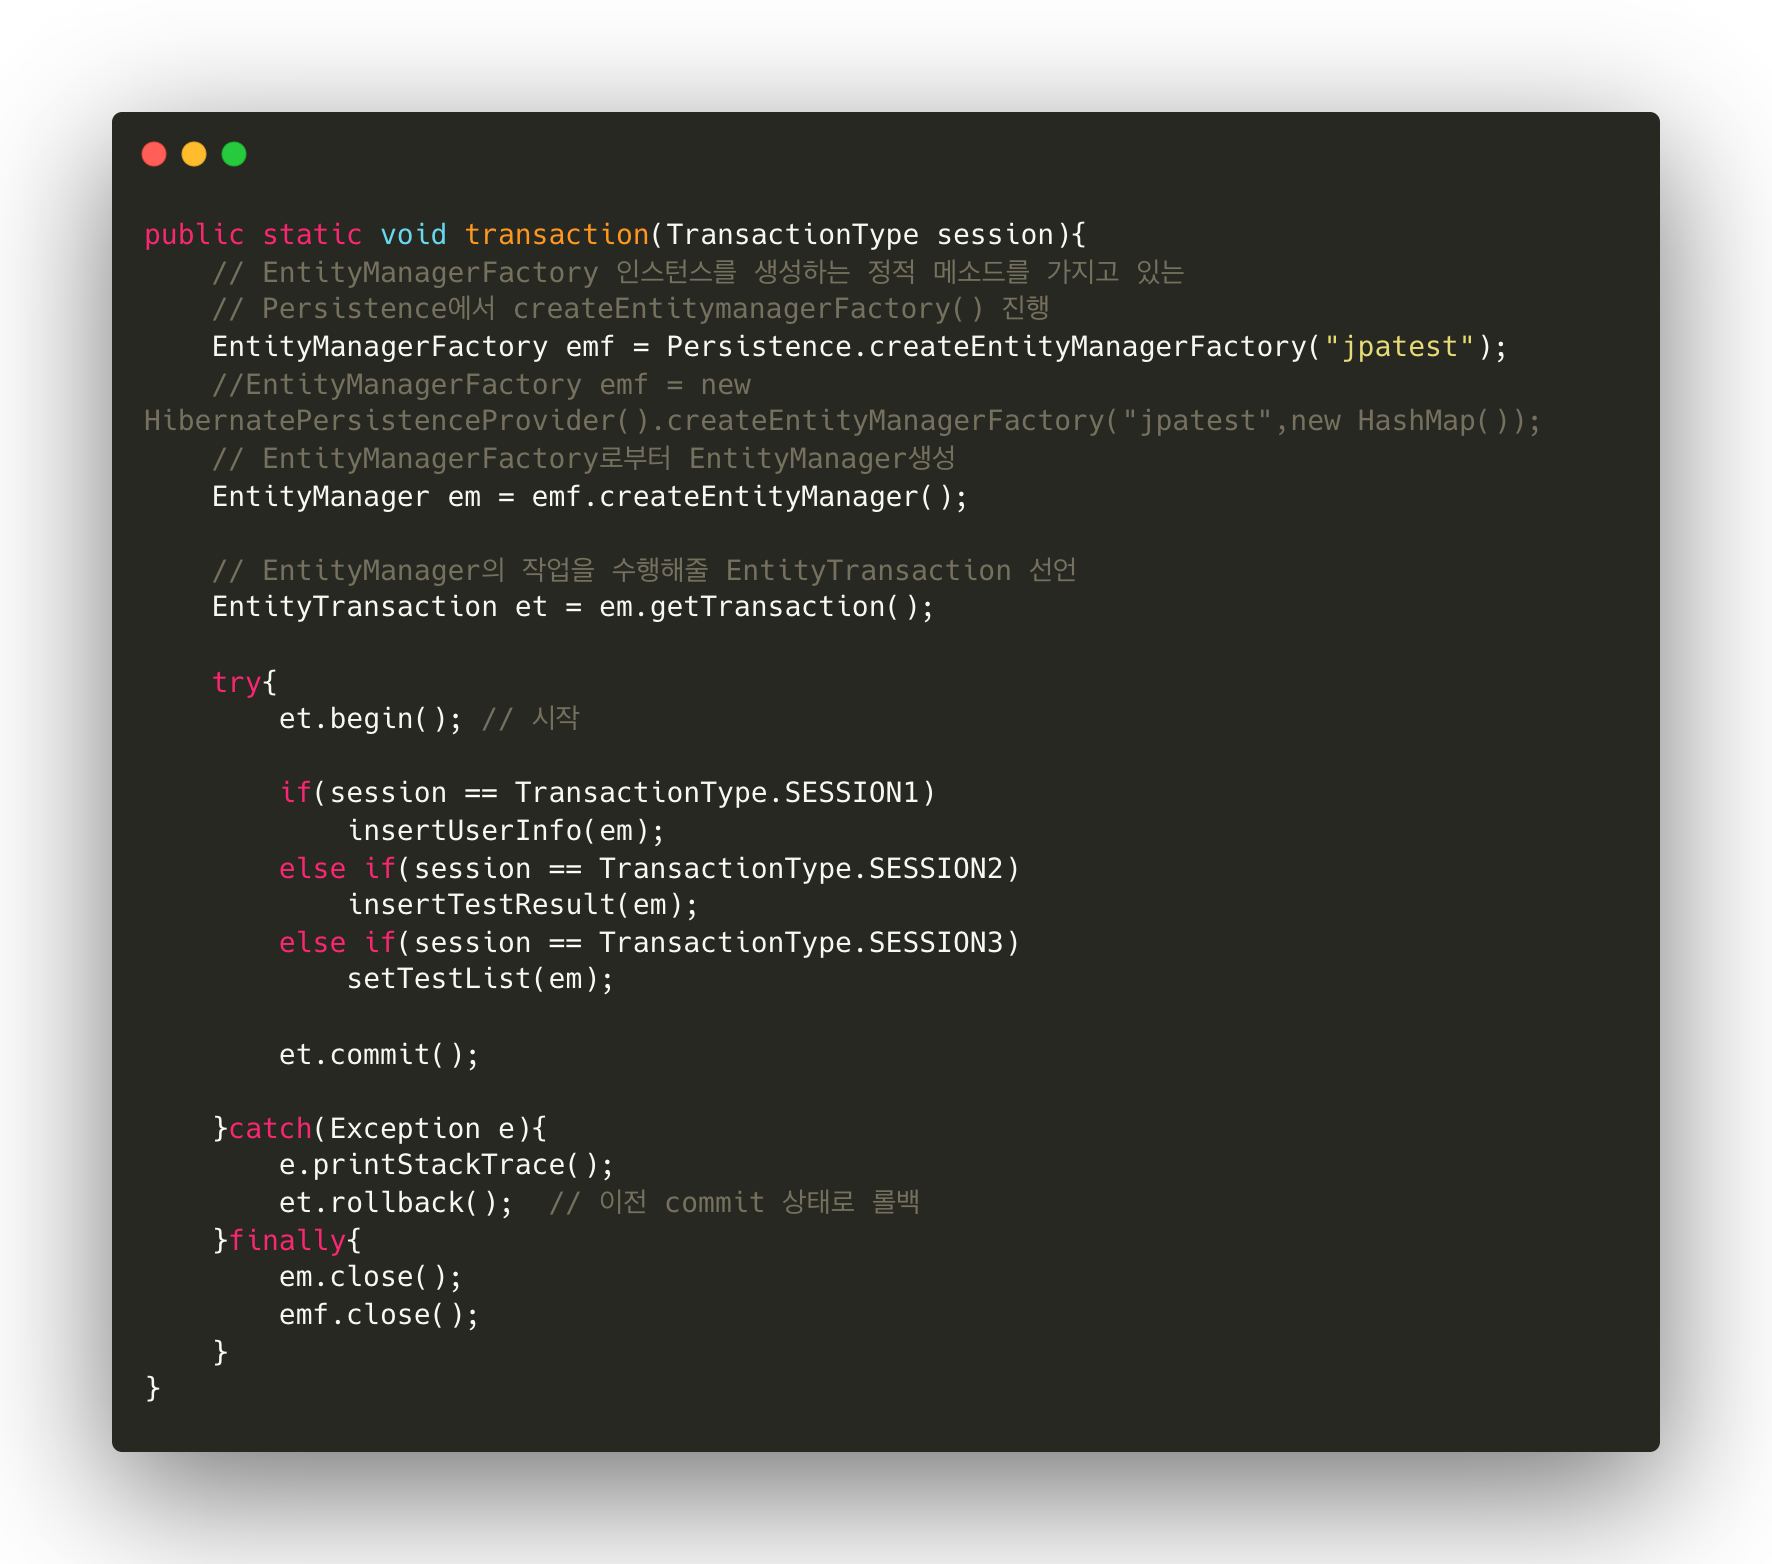 public static void transaction(TransactionType session){
    // EntityManagerFactory 인스턴스를 생성하는 정적 메소드를 가지고 있는
    // Persistence에서 createEntitymanagerFactory() 진행
    EntityManagerFactory emf = Persistence.createEntityManagerFactory("jpatest");
    //EntityManagerFactory emf = new
HibernatePersistenceProvider().createEntityManagerFactory("jpatest",new HashMap());
    // EntityManagerFactory로부터 EntityManager생성
    EntityManager em = emf.createEntityManager();

    // EntityManager의 작업을 수행해줄 EntityTransaction 선언
    EntityTransaction et = em.getTransaction();

    try{
        et.begin(); // 시작

        if(session == TransactionType.SESSION1)
            insertUserInfo(em);
        else if(session == TransactionType.SESSION2)
            insertTestResult(em);
        else if(session == TransactionType.SESSION3)
            setTestList(em);

        et.commit();

    }catch(Exception e){
        e.printStackTrace();
        et.rollback();  // 이전 commit 상태로 롤백
    }finally{
        em.close();
        emf.close();
    }
}